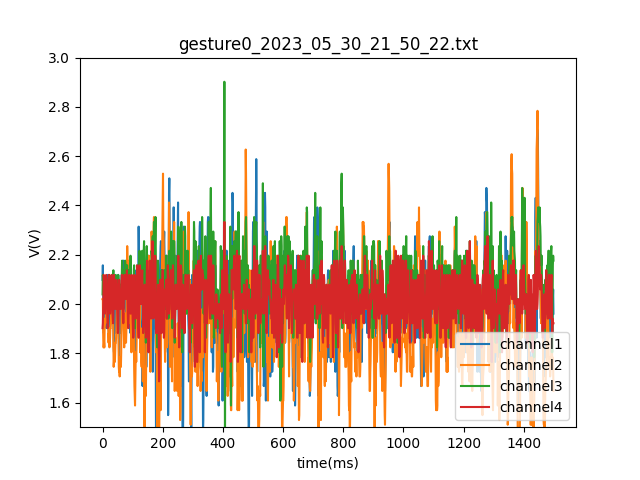 gesture0_2023_05_30_21_50_22.txt
3.0
2.8
2.6
2.4
2.2
2.0
1.8
1.6
V(V)
channel1
channel2
channel3
channel4
0 200 400 600 800 1000 1200 1400
time(ms)